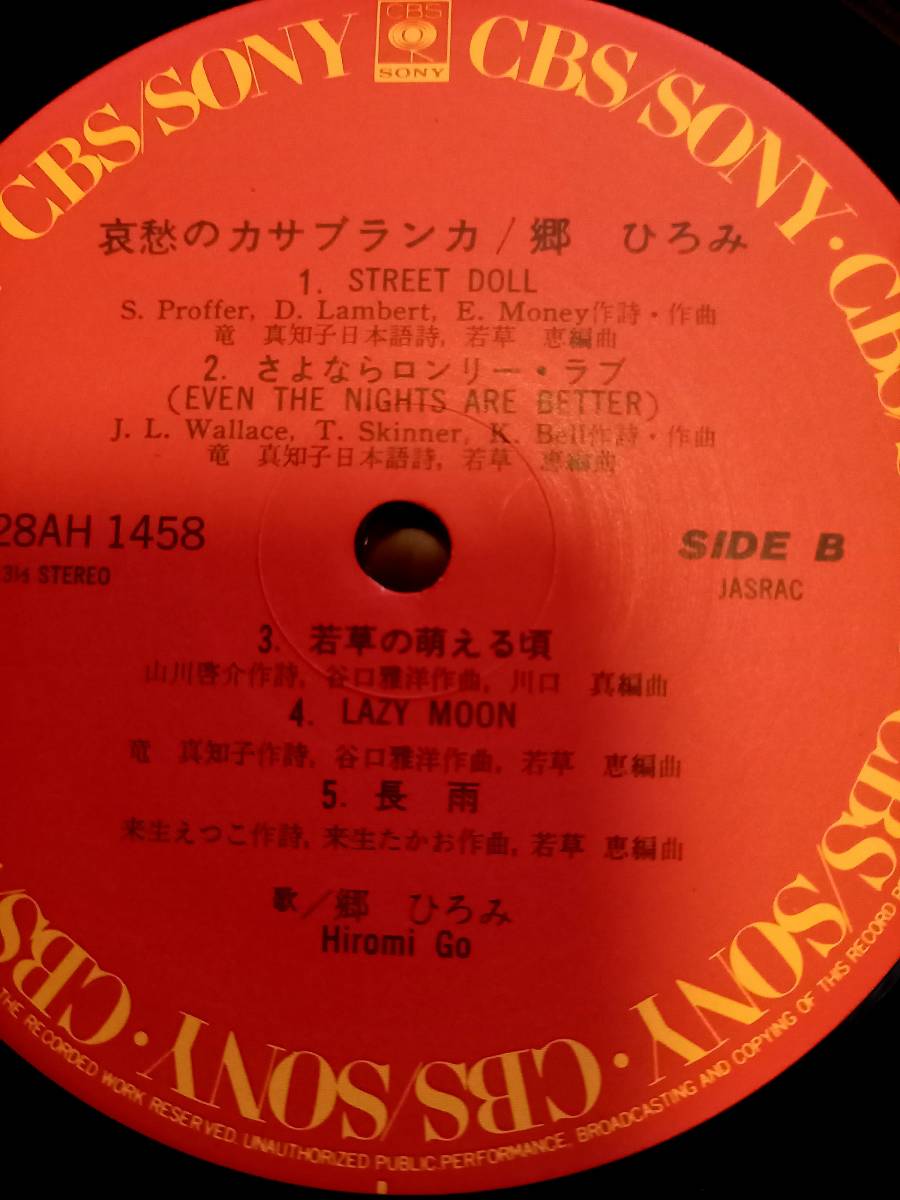 CBS/SONY
CBS
SONY
CBS/SONY · CBS
哀愁のカサブランカ/郷 ひろみ
1. STREET DOLL
S. Proffer, D. Lambert, E. Money作詩・作曲
竜 真知子日本語詩, 若草 恵編曲
2. さよならロンリー・ラブ
(EVEN THE NIGHTS ARE BETTER)
J. L. Wallace, T. Skinner, K. Bell作詩・作曲
竜 真知子日本語詩, 若草 恵編曲
28AH 1458
SIDE B
3⅓ STEREO
JASRAC
3. 若草の萌える頃
山川啓介作詩, 谷口雅洋作曲, 川口 真編曲
4. LAZY MOON
竜 真知子作詩, 谷口雅洋作曲, 若草 恵編曲
5. 長 雨
来生えつこ作詩, 来生たかお作曲, 若草 恵編曲
歌/郷 ひろみ
Hiromi Go
CBS/SONY · CBS/SONY · CBS/SONY
THE RECORDED WORK RESERVED. UNAUTHORIZED PUBLIC PERFORMANCE, BROADCASTING AND COPYING OF THIS RECORD